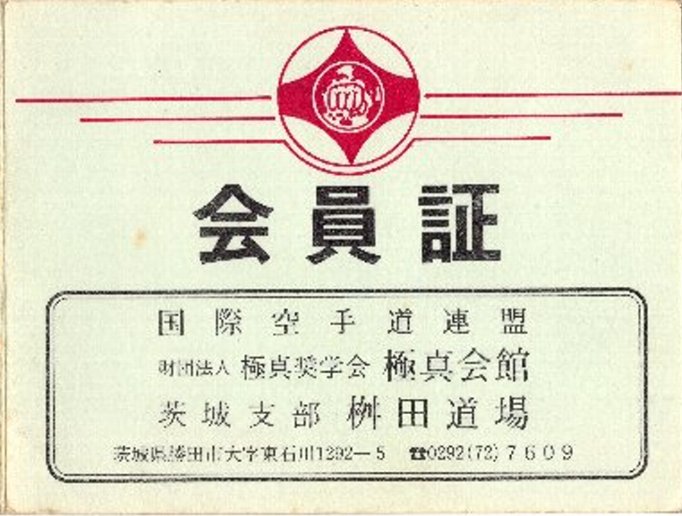 会員証
国際空手道連盟
財団法人 極真奨学会 極真会館
茨城支部 桝田道場
茨城県勝田市大字東石川1292―5 ☎0292(72)7609